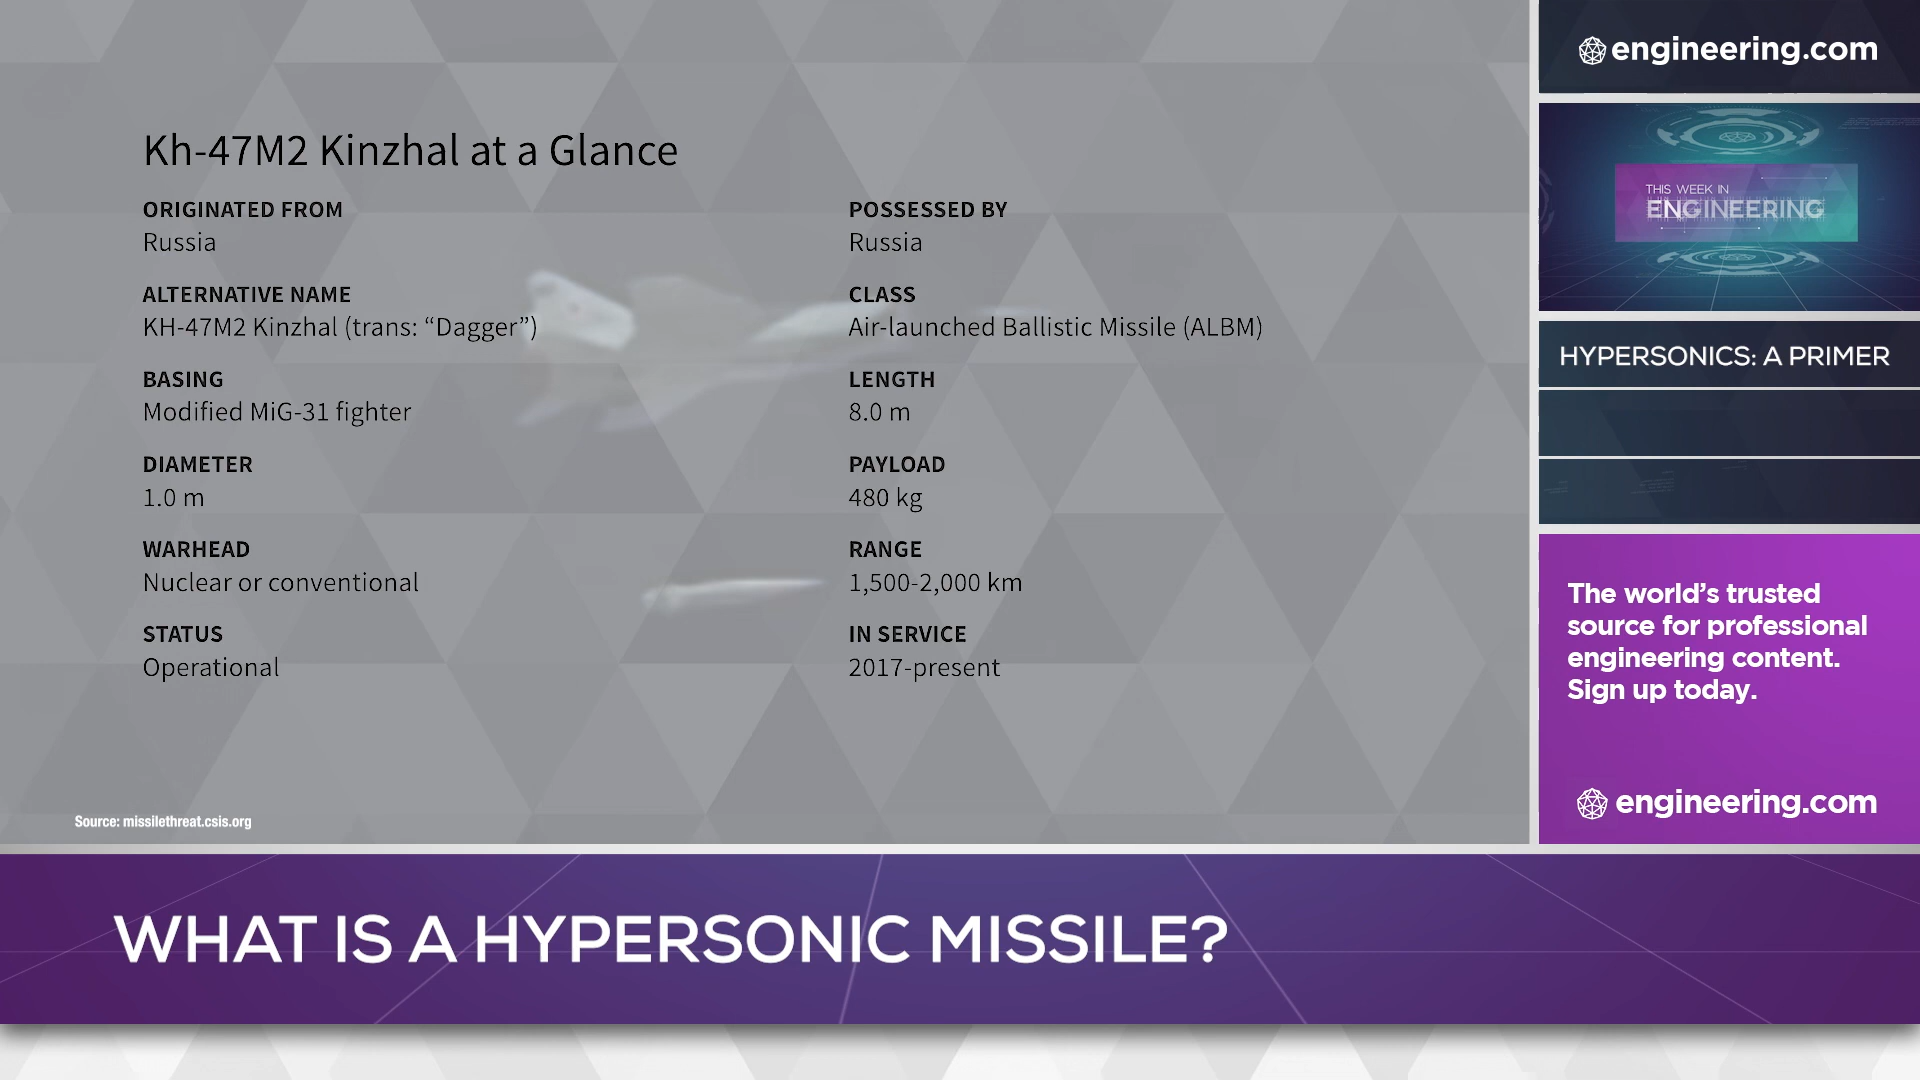 Kh-47M2 Kinzhal at a Glance
ORIGINATED FROM
Russia
POSSESSED BY
Russia
ALTERNATIVE NAME
KH-47M2 Kinzhal (trans: “Dagger”)
CLASS
Air-launched Ballistic Missile (ALBM)
BASING
Modified MiG-31 fighter
LENGTH
8.0 m
DIAMETER
1.0 m
PAYLOAD
480 kg
WARHEAD
Nuclear or conventional
RANGE
1,500-2,000 km
STATUS
Operational
IN SERVICE
2017-present
Source: missilethreat.csis.org
engineering.com
THIS WEEK IN
ENGINEERING
HYPERSONICS: A PRIMER
The world’s trusted
source for professional
engineering content.
Sign up today.
engineering.com
WHAT IS A HYPERSONIC MISSILE?